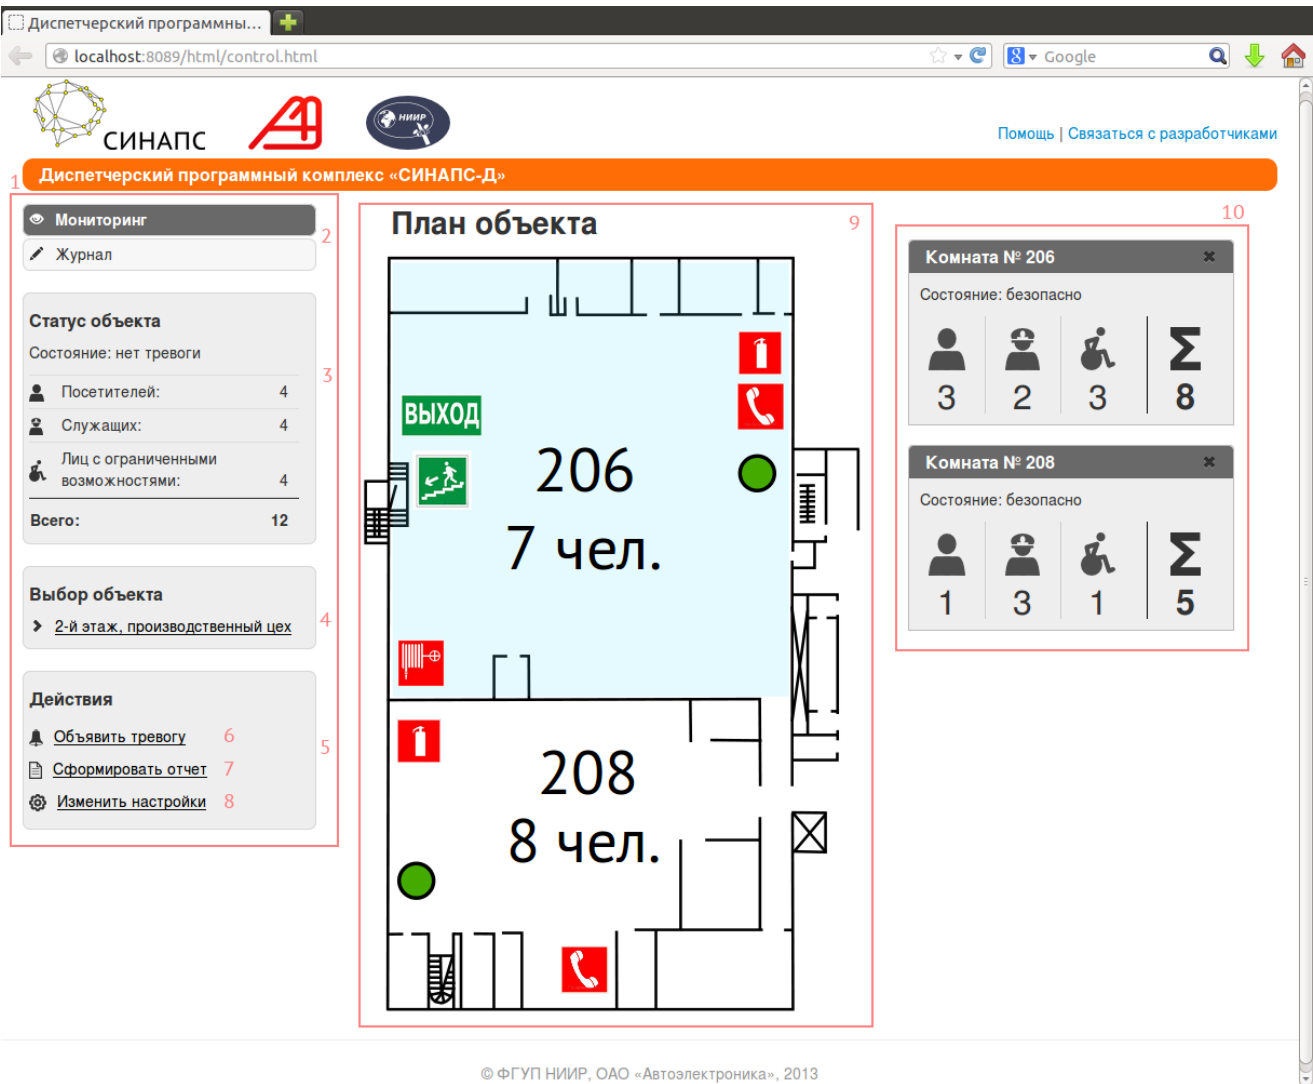 Диспетчерский программны...
localhost:8089/html/control.html
Google
СИНАПС
НИИР
Помощь | Связаться с разработчиками
1
Диспетчерский программный комплекс «СИНАПС-Д»
Мониторинг
2
Журнал
Статус объекта
Состояние: нет тревоги
3
Посетителей: 4
Служащих: 4
Лиц с ограниченными
возможностями: 4
Всего: 12
Выбор объекта
2-й этаж, производственный цех
4
Действия
Объявить тревогу 6
5
Сформировать отчет 7
Изменить настройки 8
План объекта
9
ВЫХОД
206
7 чел.
208
8 чел.
10
Комната № 206
Состояние: безопасно
Σ
3 2 3 8
Комната № 208
Состояние: безопасно
Σ
1 3 1 5
© ФГУП НИИР, ОАО «Автоэлектроника», 2013